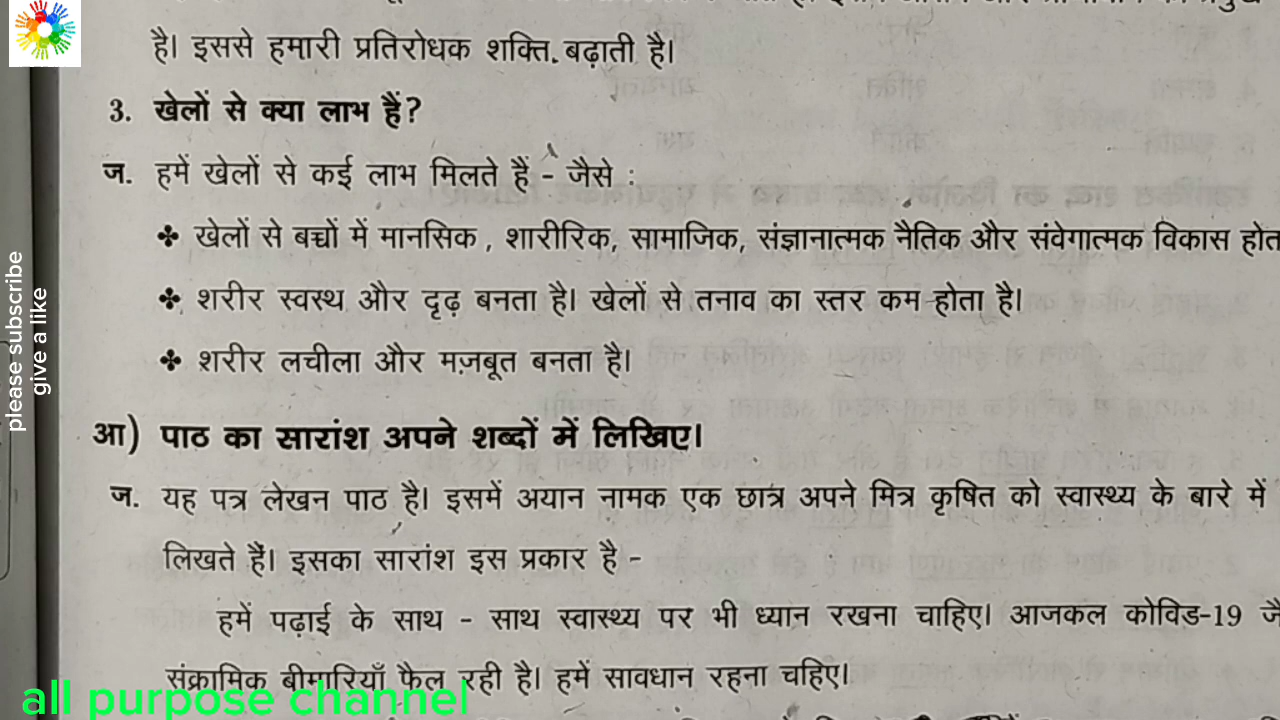 है। इससे हमारी प्रतिरोधक शक्ति. बढ़ाती है।
3. खेलों से क्या लाभ हैं?
ज. हमें खेलों से कई लाभ मिलते हैं - जैसे :
❖ खेलों से बच्चों में मानसिक , शारीरिक, सामाजिक, संज्ञानात्मक नैतिक और संवेगात्मक विकास होत
❖ शरीर स्वस्थ और दृढ़ बनता है। खेलों से तनाव का स्तर कम होता है।
❖ शरीर लचीला और मज़बूत बनता है।
आ) पाठ का सारांश अपने शब्दों में लिखिए।
ज. यह पत्र लेखन पाठ है। इसमें अयान नामक एक छात्र अपने मित्र कृषित को स्वास्थ्य के बारे में
लिखते हैं। इसका सारांश इस प्रकार है -
हमें पढ़ाई के साथ - साथ स्वास्थ्य पर भी ध्यान रखना चाहिए। आजकल कोविड-19 जै
संक्रामिक बीमारियाँ फैल रही है। हमें सावधान रहना चहिए।
please subscribe
give a like
all purpose channel